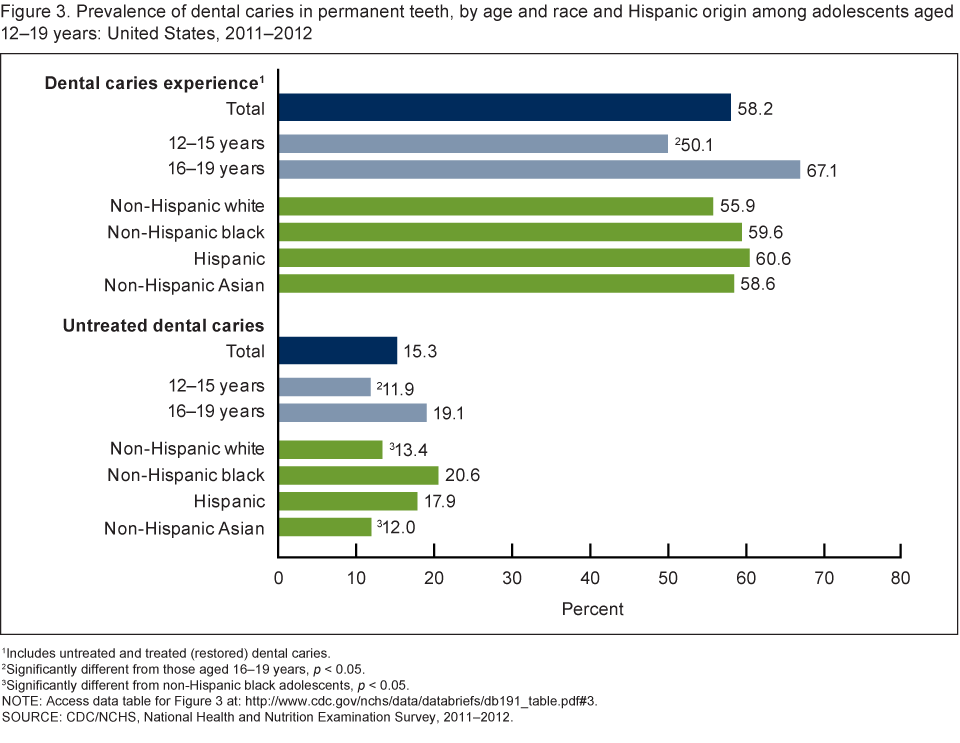 Figure 3. Prevalence of dental caries in permanent teeth, by age and race and Hispanic origin among adolescents aged
12–19 years: United States, 2011–2012
Dental caries experience¹
Total 58.2
12–15 years ²50.1
16–19 years 67.1
Non-Hispanic white 55.9
Non-Hispanic black 59.6
Hispanic 60.6
Non-Hispanic Asian 58.6
Untreated dental caries
Total 15.3
12–15 years ²11.9
16–19 years 19.1
Non-Hispanic white ³13.4
Non-Hispanic black 20.6
Hispanic 17.9
Non-Hispanic Asian ³12.0
0 10 20 30 40 50 60 70 80
Percent
¹Includes untreated and treated (restored) dental caries.
²Significantly different from those aged 16–19 years, p < 0.05.
³Significantly different from non-Hispanic black adolescents, p < 0.05.
NOTE: Access data table for Figure 3 at: http://www.cdc.gov/nchs/data/databriefs/db191_table.pdf#3.
SOURCE: CDC/NCHS, National Health and Nutrition Examination Survey, 2011–2012.